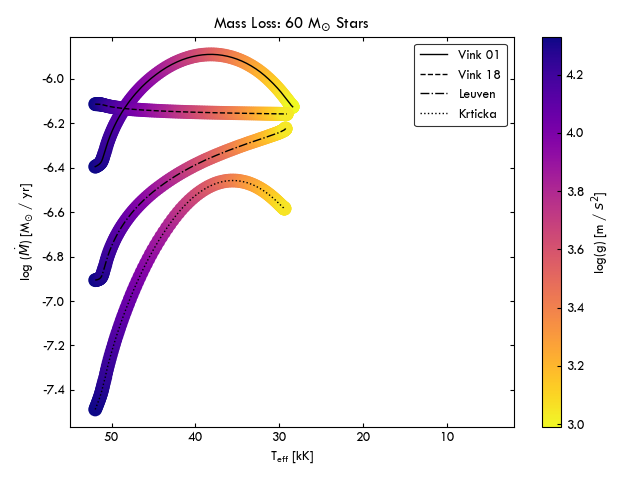 Mass Loss: 60 M☉ Stars
Vink 01
Vink 18
Leuven
Krticka
-6.0
-6.2
-6.4
-6.6
-6.8
-7.0
-7.2
-7.4
log (Ṁ) [M☉ / yr]
50 40 30 20 10
T_eff [kK]
4.2
4.0
3.8
3.6
3.4
3.2
3.0
log(g) [m / s²]